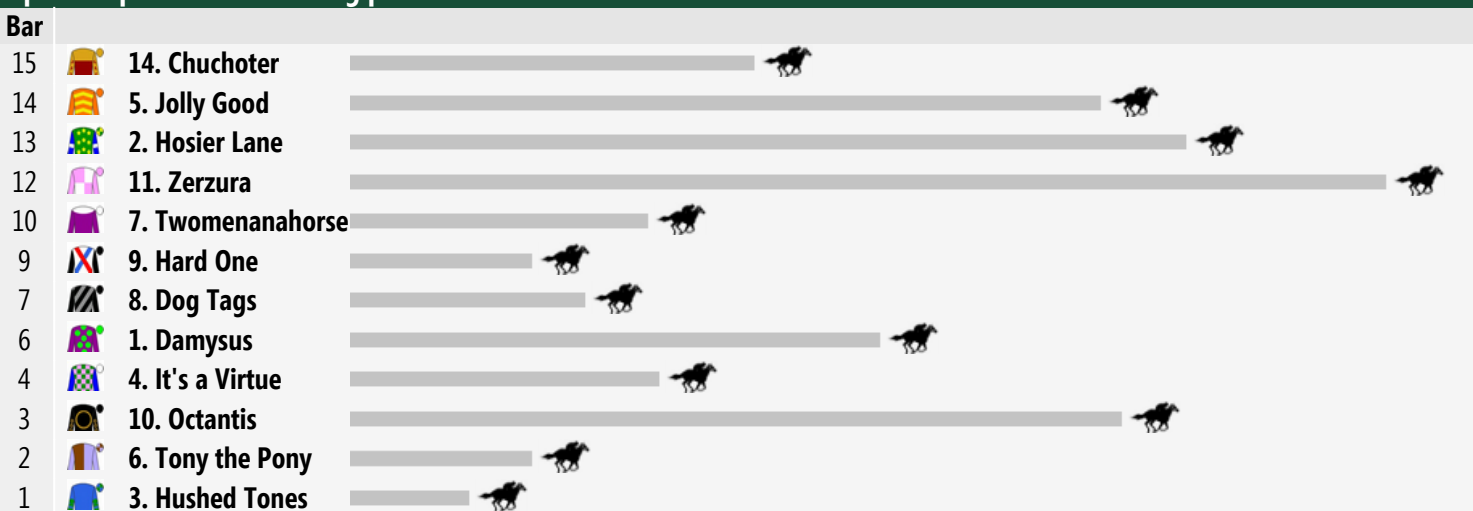 Bar
15 14. Chuchoter
14 5. Jolly Good
13 2. Hosier Lane
12 11. Zerzura
10 7. Twomenanahorse
9 9. Hard One
7 8. Dog Tags
6 1. Damysus
4 4. It's a Virtue
3 10. Octantis
2 6. Tony the Pony
1 3. Hushed Tones